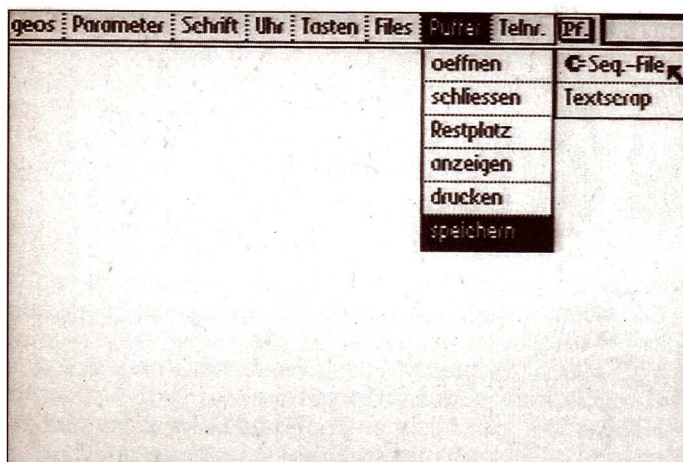 geos Parameter Schrift Uhr Tasten Files Puffer Telnr. Pf.
oeffnen
C=Seq.-File
schliessen
Textscrap
Restplatz
anzeigen
drucken
speichern